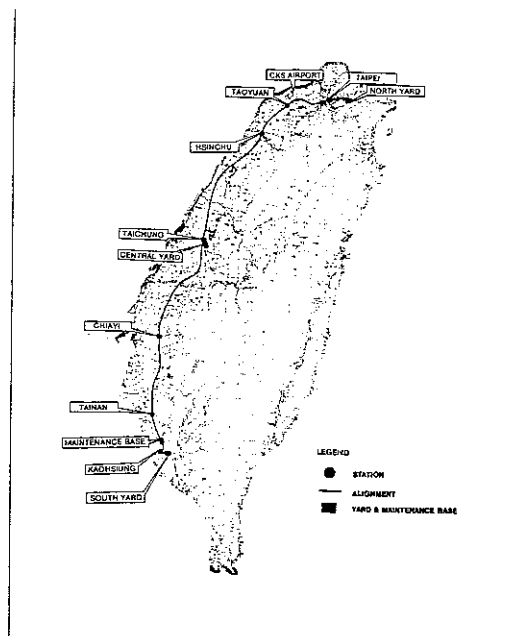 CKS AIRPORT
TAIPEI
TAOYUAN
NORTH YARD
HSINCHU
TAICHUNG
CENTRAL YARD
CHIAYI
TAINAN
MAINTENANCE BASE
KAOHSIUNG
SOUTH YARD
LEGEND
STATION
ALIGNMENT
YARD & MAINTENANCE BASE